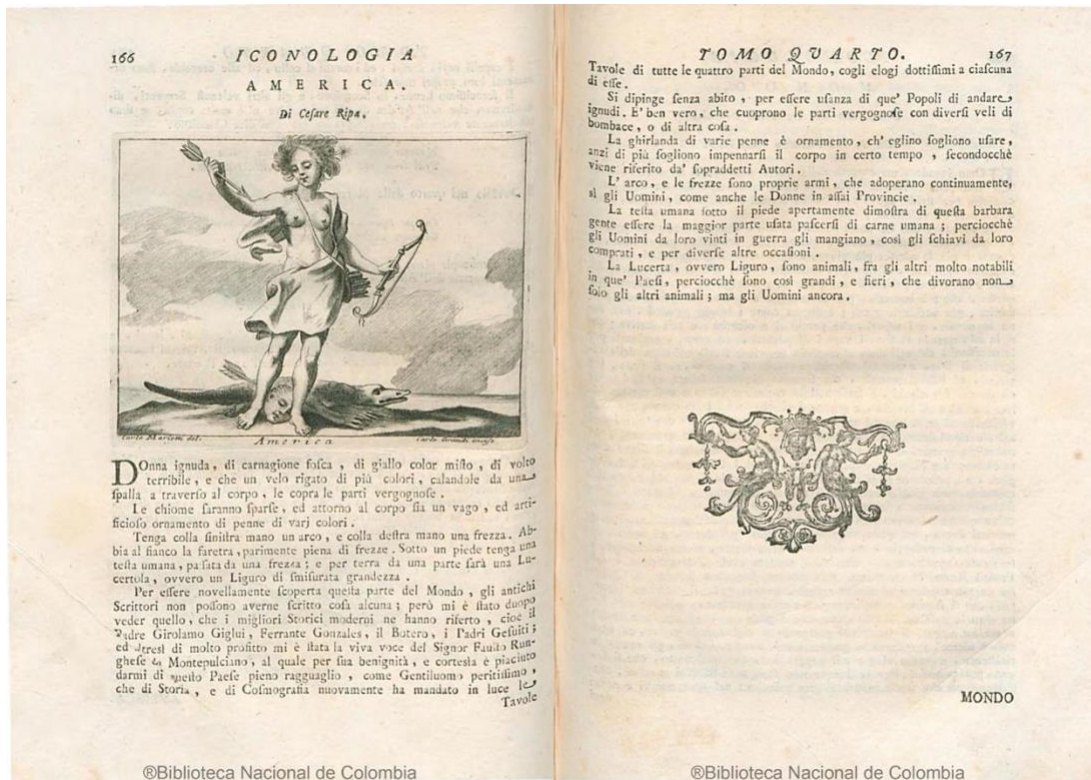 166
ICONOLOGIA
AMERICA.
Di Cesare Ripa.
Carlo Mariotti del.
America
Carlo Grandi incise.
DOnna ignuda, di carnagione fosca, di giallo color misto, di volto
terribile, e che un velo rigato di più colori, calandole da una
spalla a traverso al corpo, le copra le parti vergognose.
Le chiome saranno sparse, ed attorno al corpo sia un vago, ed arti-
ficioso ornamento di penne di varj colori.
Tenga colla sinistra mano un arco, e colla destra mano una frezza. Ab-
bia al fianco la faretra, parimente piena di frezze. Sotto un piede tenga una
testa umana, passata da una frezza; e per terra da una parte sarà una Lu-
certola, ovvero un Liguro di smisurata grandezza.
Per essere novellamente scoperta questa parte del Mondo, gli antichi
Scrittori non possono averne scritto cosa alcuna; però mi è stato duopo
veder quello, che i migliori Storici moderni ne hanno riferto, cioè il
Padre Girolamo Giglui, Ferrante Gonzales, il Botero, i Padri Gesuiti;
ed altresì di molto profitto mi è stata la viva voce del Signor Fausto Run-
ghese da Montepulciano, al quale per sua benignità, e cortesia è piaciuto
darmi di questo Paese pieno ragguaglio, come Gentiluomo peritissimo,
che di Storia, e di Cosmografia nuovamente ha mandato in luce le
Tavole
TOMO QVARTO.
167
Tavole di tutte le quattro parti del Mondo, cogli elogi dottissimi a ciascuna
di esse.
Si dipinge senza abito, per essere usanza di que' Popoli di andare
ignudi. E' ben vero, che cuoprono le parti vergognose con diversi veli di
bombace, o di altra cosa.
La ghirlanda di varie penne è ornamento, ch' eglino sogliono usare,
anzi di più sogliono impennarsi il corpo in certo tempo, secondocchè
viene riferito da' sopraddetti Autori.
L' arco, e le frezze sono proprie armi, che adoperano continuamente,
sì gli Uomini, come anche le Donne in assai Provincie.
La testa umana sotto il piede apertamente dimostra di questa barbara
gente essere la maggior parte usata pascersi di carne umana; perciocchè
gli Uomini da loro vinti in guerra gli mangiano, così gli schiavi da loro
comprati, e per diverse altre occasioni.
La Lucerta, ovvero Liguro, sono animali, fra gli altri molto notabili
in que' Paesi, perciocchè sono così grandi, e fieri, che divorano non
solo gli altri animali; ma gli Uomini ancora.
MONDO
®Biblioteca Nacional de Colombia
®Biblioteca Nacional de Colombia